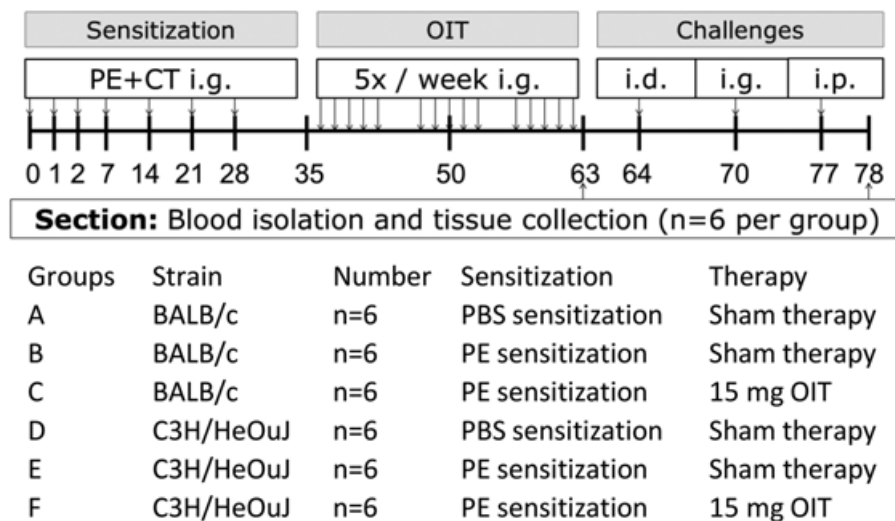 Sensitization OIT Challenges
PE+CT i.g. 5x / week i.g. i.d. i.g. i.p.
0 1 2 7 14 21 28 35 50 63 64 70 77 78
Section: Blood isolation and tissue collection (n=6 per group)
Groups Strain Number Sensitization Therapy
A BALB/c n=6 PBS sensitization Sham therapy
B BALB/c n=6 PE sensitization Sham therapy
C BALB/c n=6 PE sensitization 15 mg OIT
D C3H/HeOuJ n=6 PBS sensitization Sham therapy
E C3H/HeOuJ n=6 PE sensitization Sham therapy
F C3H/HeOuJ n=6 PE sensitization 15 mg OIT